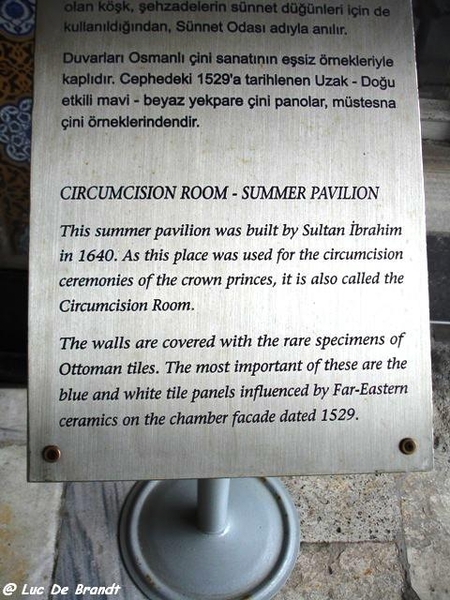 olan köşk, şehzadelerin sünnet düğünleri için de
kullanıldığından, Sünnet Odası adıyla anılır.
Duvarları Osmanlı çini sanatının eşsiz örnekleriyle
kaplıdır. Cephedeki 1529'a tarihlenen Uzak - Doğu
etkili mavi - beyaz yekpare çini panolar, müstesna
çini örneklerindendir.
CIRCUMCISION ROOM - SUMMER PAVILION
This summer pavilion was built by Sultan İbrahim
in 1640. As this place was used for the circumcision
ceremonies of the crown princes, it is also called the
Circumcision Room.
The walls are covered with the rare specimens of
Ottoman tiles. The most important of these are the
blue and white tile panels influenced by Far-Eastern
ceramics on the chamber facade dated 1529.
@ Luc De Brandt